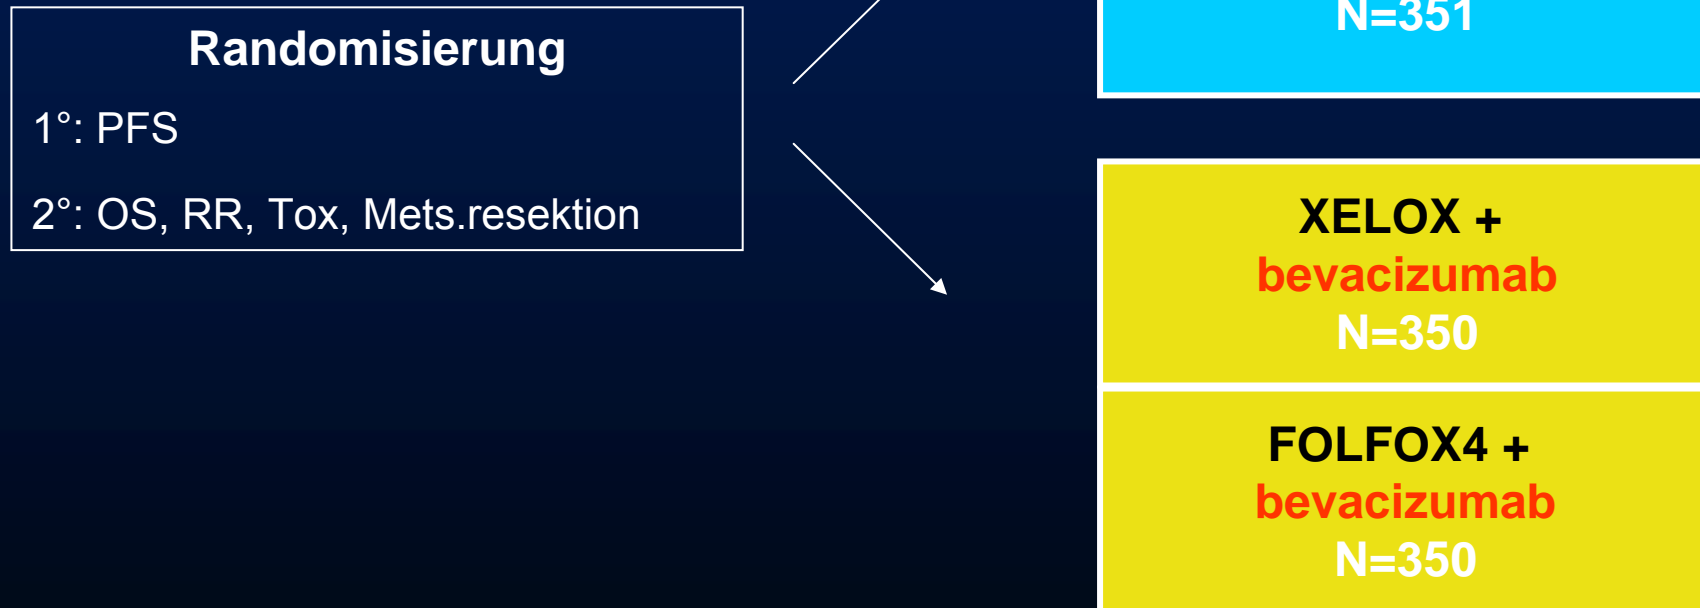 N=351
Randomisierung
1°: PFS
2°: OS, RR, Tox, Mets.resektion
XELOX +
bevacizumab
N=350
FOLFOX4 +
bevacizumab
N=350